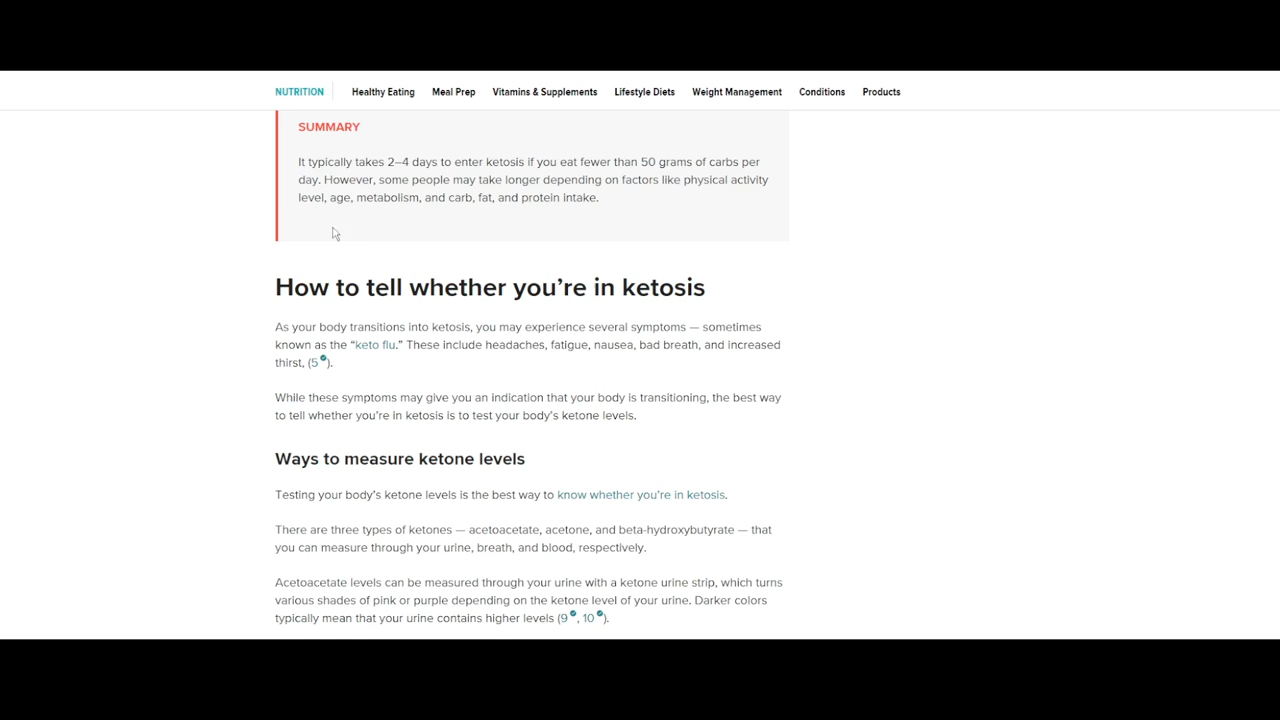 NUTRITION Healthy Eating Meal Prep Vitamins & Supplements Lifestyle Diets Weight Management Conditions Products
SUMMARY
It typically takes 2–4 days to enter ketosis if you eat fewer than 50 grams of carbs per
day. However, some people may take longer depending on factors like physical activity
level, age, metabolism, and carb, fat, and protein intake.
How to tell whether you’re in ketosis
As your body transitions into ketosis, you may experience several symptoms — sometimes
known as the “keto flu.” These include headaches, fatigue, nausea, bad breath, and increased
thirst, (5).
While these symptoms may give you an indication that your body is transitioning, the best way
to tell whether you’re in ketosis is to test your body’s ketone levels.
Ways to measure ketone levels
Testing your body’s ketone levels is the best way to know whether you’re in ketosis.
There are three types of ketones — acetoacetate, acetone, and beta-hydroxybutyrate — that
you can measure through your urine, breath, and blood, respectively.
Acetoacetate levels can be measured through your urine with a ketone urine strip, which turns
various shades of pink or purple depending on the ketone level of your urine. Darker colors
typically mean that your urine contains higher levels (9, 10).